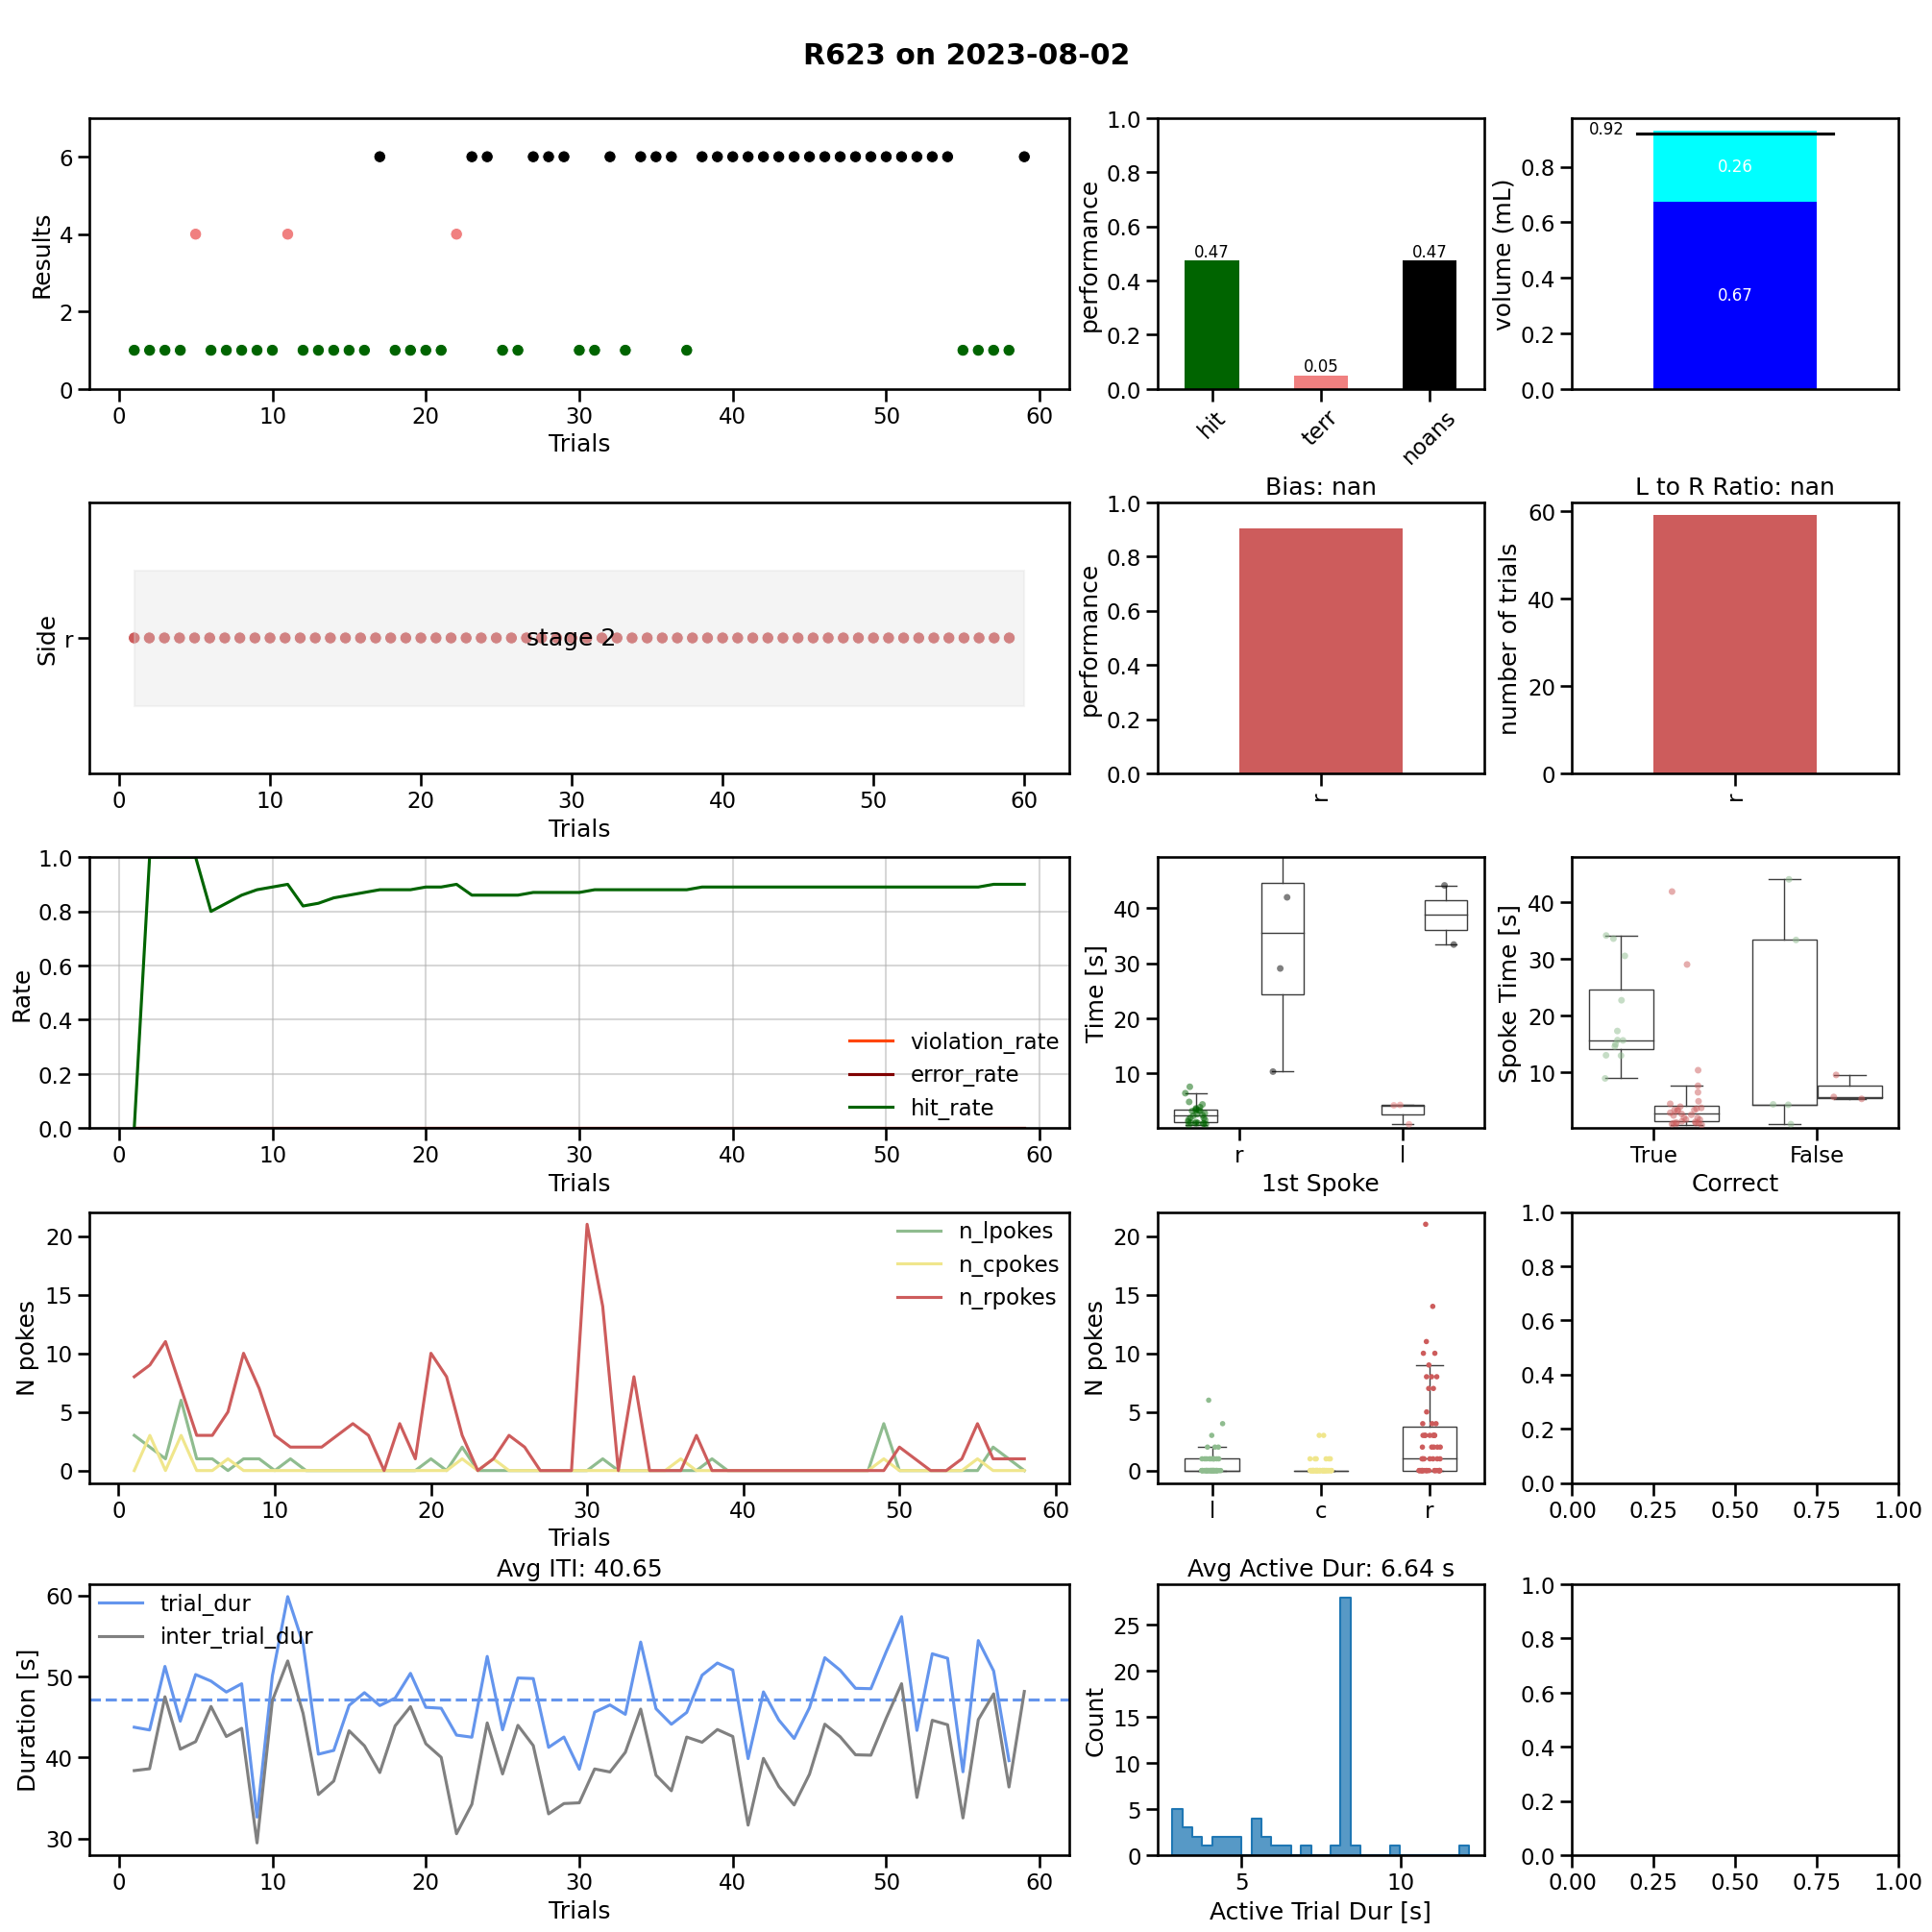 R623 on 2023-08-02
Results
6
4
2
0
0 10 20 30 40 50 60
Trials
performance
1.0
0.8
0.6
0.4
0.2
0.0
0.47
0.05
0.47
hit terr noans
volume (mL)
0.8
0.6
0.4
0.2
0.0
0.92
0.26
0.67
Side
r
stage 2
0 10 20 30 40 50 60
Trials
Bias: nan
performance
1.0
0.8
0.6
0.4
0.2
0.0
r
L to R Ratio: nan
number of trials
60
40
20
0
r
Rate
1.0
0.8
0.6
0.4
0.2
0.0
violation_rate
error_rate
hit_rate
0 10 20 30 40 50 60
Trials
Time [s]
40
30
20
10
r l
1st Spoke
Spoke Time [s]
40
30
20
10
True False
Correct
N pokes
20
15
10
5
0
n_lpokes
n_cpokes
n_rpokes
0 10 20 30 40 50 60
Trials
N pokes
20
15
10
5
0
l c r
1.0
0.8
0.6
0.4
0.2
0.0
0.00 0.25 0.50 0.75 1.00
Avg ITI: 40.65
Duration [s]
60
50
40
30
trial_dur
inter_trial_dur
0 10 20 30 40 50 60
Trials
Avg Active Dur: 6.64 s
Count
25
20
15
10
5
0
5 10
Active Trial Dur [s]
1.0
0.8
0.6
0.4
0.2
0.0
0.00 0.25 0.50 0.75 1.00